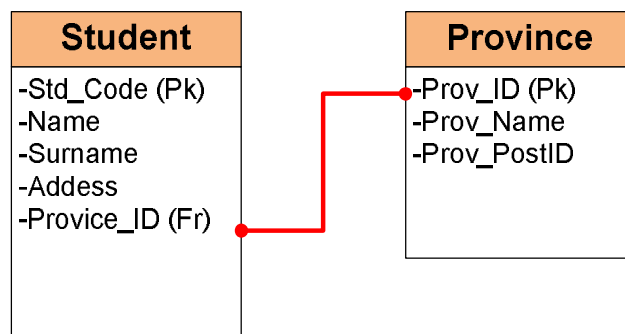 Student
-Std_Code (Pk)
-Name
-Surname
-Addess
-Provice_ID (Fr)
Province
-Prov_ID (Pk)
-Prov_Name
-Prov_PostID